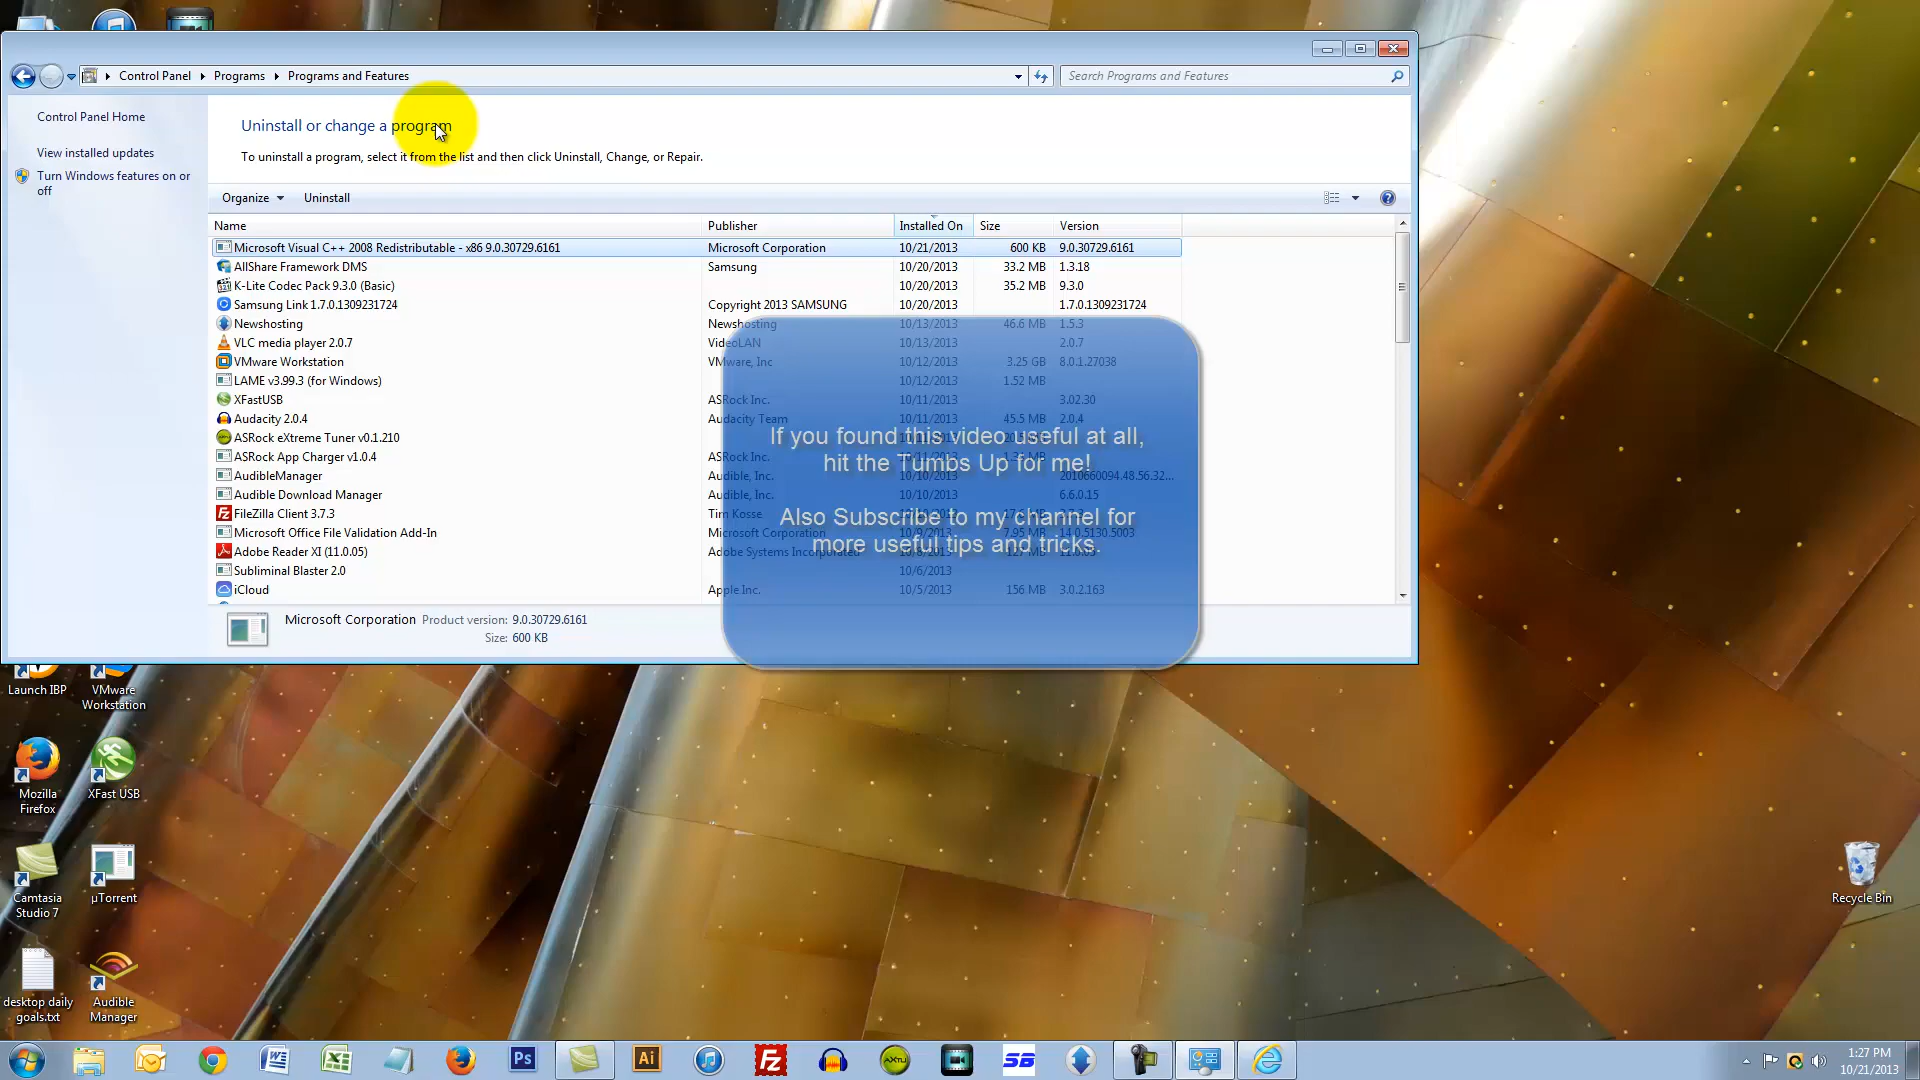 Control Panel Programs Programs and Features
Search Programs and Features
Control Panel Home
View installed updates
Turn Windows features on or
off
Uninstall or change a program
To uninstall a program, select it from the list and then click Uninstall, Change, or Repair.
Organize Uninstall
Name Publisher Installed On Size Version
Microsoft Visual C++ 2008 Redistributable - x86 9.0.30729.6161 Microsoft Corporation 10/21/2013 600 KB 9.0.30729.6161
AllShare Framework DMS Samsung 10/20/2013 33.2 MB 1.3.18
K-Lite Codec Pack 9.3.0 (Basic) 10/20/2013 35.2 MB 9.3.0
Samsung Link 1.7.0.1309231724 Copyright 2013 SAMSUNG 10/20/2013 1.7.0.1309231724
Newshosting Newshosting 10/13/2013 46.6 MB 1.5.3
VLC media player 2.0.7 VideoLAN 10/13/2013 2.0.7
VMware Workstation VMware, Inc 10/12/2013 3.25 GB 8.0.1.27038
LAME v3.99.3 (for Windows) 10/12/2013 1.52 MB
XFastUSB ASRock Inc. 10/11/2013 3.02.30
Audacity 2.0.4 Audacity Team 10/11/2013 45.5 MB 2.0.4
ASRock eXtreme Tuner v0.1.210
ASRock App Charger v1.0.4 ASRock Inc.
AudibleManager Audible, Inc. 10/10/2013 2010660094.48.56.32...
Audible Download Manager Audible, Inc. 10/10/2013 6.6.0.15
FileZilla Client 3.7.3 Tim Kosse
Microsoft Office File Validation Add-In Microsoft Corporation 10/9/2013 7.95 MB 14.0.5130.5003
Adobe Reader XI (11.0.05) Adobe Systems Incorporated
Subliminal Blaster 2.0 10/6/2013
iCloud Apple Inc. 10/5/2013 156 MB 3.0.2.163
If you found this video useful at all,
hit the Tumbs Up for me!
Also Subscribe to my channel for
more useful tips and tricks.
Microsoft Corporation Product version: 9.0.30729.6161
Size: 600 KB
Launch IBP
VMware
Workstation
Mozilla
Firefox
XFast USB
Camtasia
Studio 7
µTorrent
desktop daily
goals.txt
Audible
Manager
Recycle Bin
Ps
Ai
Fz
AXTU
SB
1:27 PM
10/21/2013